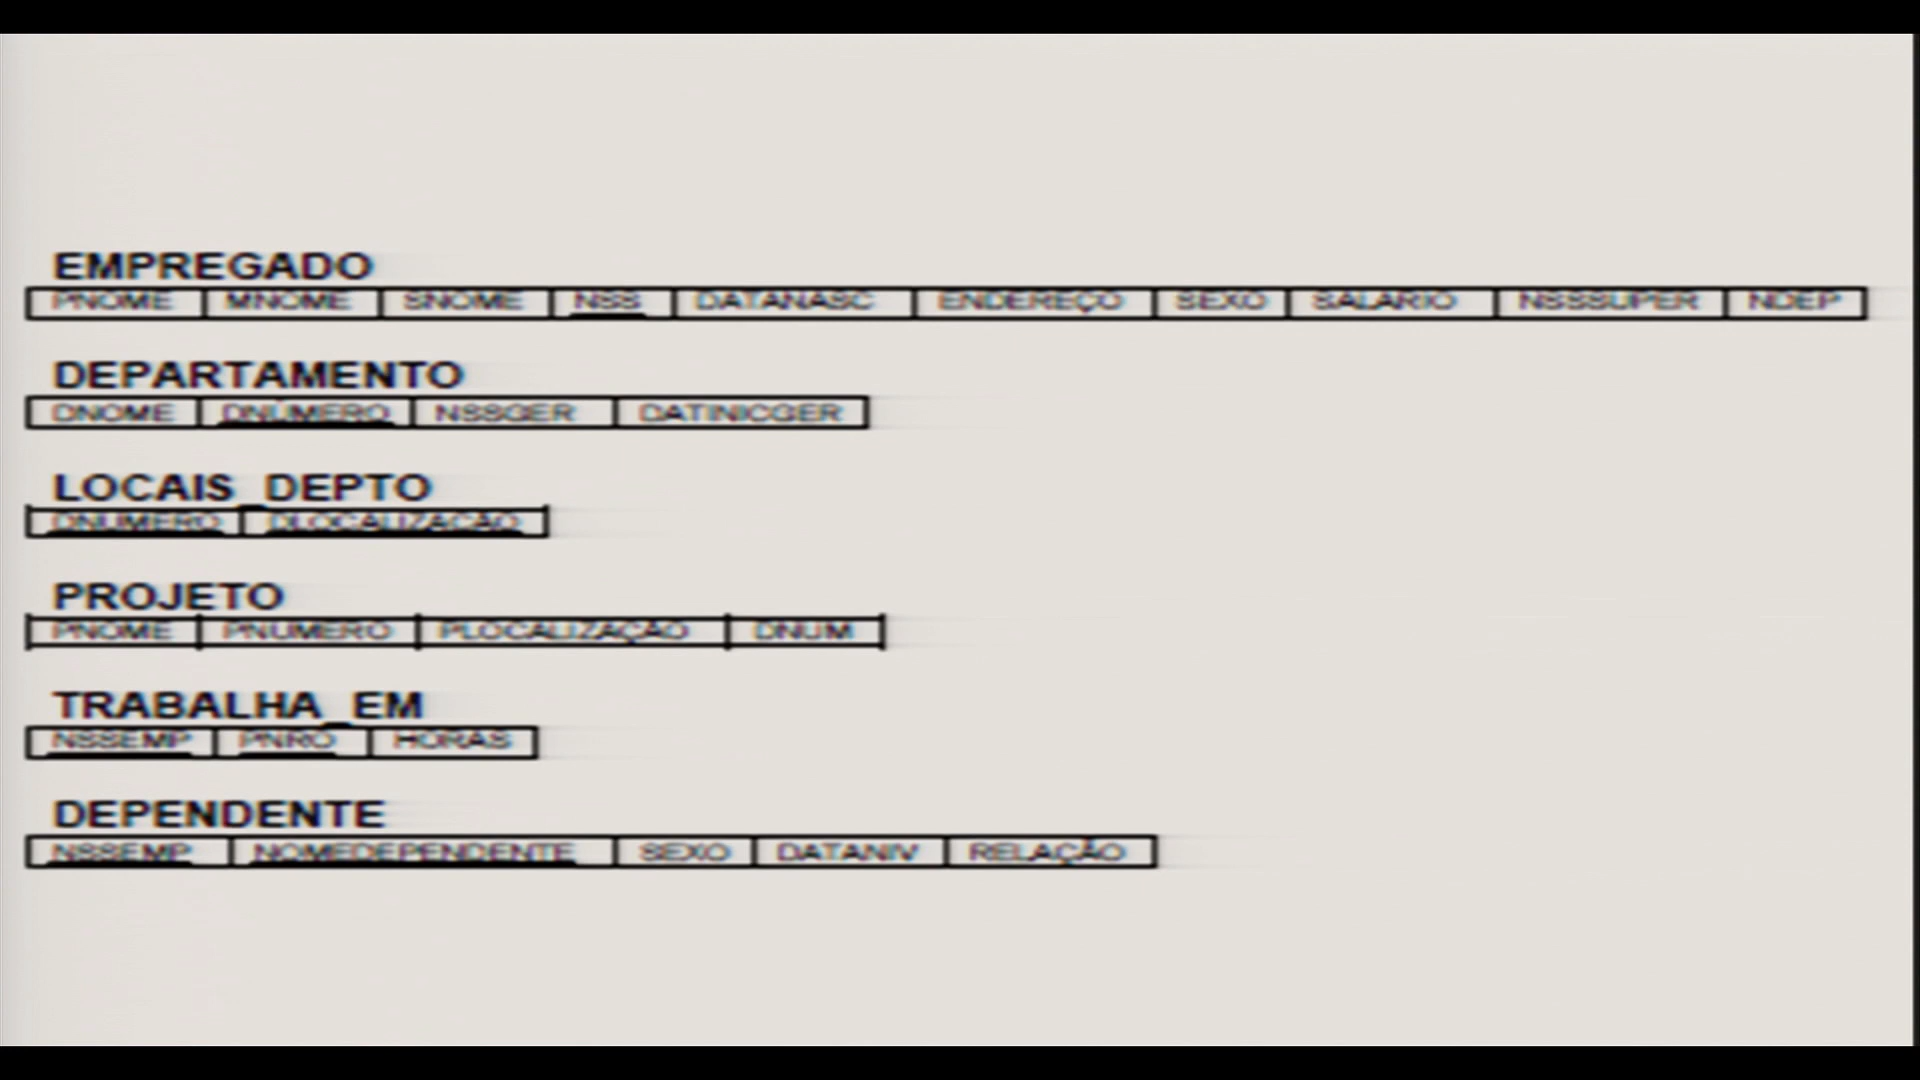 EMPREGADO
PNOME MNOME SNOME NSS DATANASC ENDEREÇO SEXO SALARIO NSSSUPER NDEP
DEPARTAMENTO
DNOME DNÚMERO NSSGER DATINICGER
LOCAIS_DEPTO
DNUMERO DLOCALIZAÇÃO
PROJETO
PNOME PNUMERO PLOCALIZAÇÃO DNUM
TRABALHA_EM
NSSEMP PNRO HORAS
DEPENDENTE
NSSEMP NOMEDEPENDENTE SEXO DATANIV RELAÇÃO